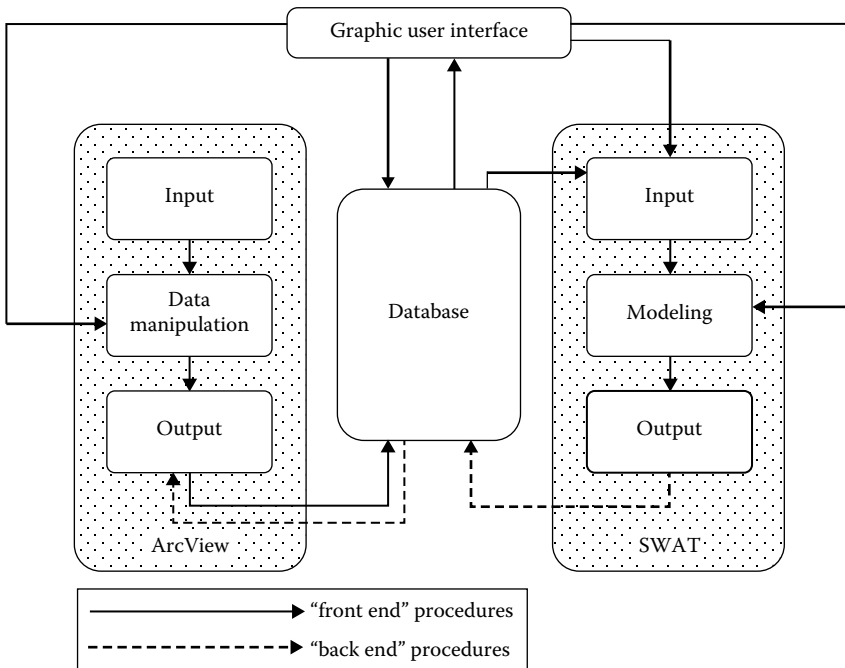 Graphic user interface
Input
Data
manipulation
Output
ArcView
Database
Input
Modeling
Output
SWAT
“front end” procedures
“back end” procedures